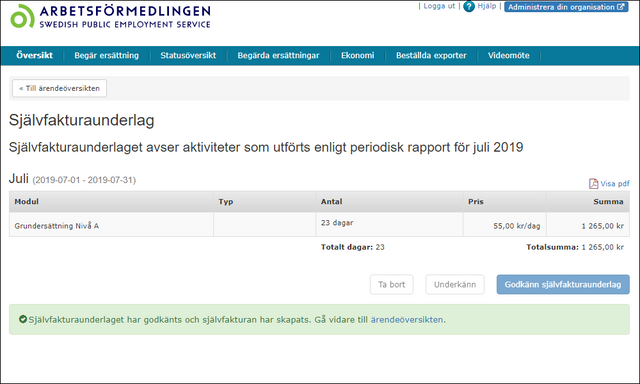 ARBETSFÖRMEDLINGEN
SWEDISH PUBLIC EMPLOYMENT SERVICE
| Logga ut | ? Hjälp | Administrera din organisation
Översikt Begär ersättning Statusöversikt Begärda ersättningar Ekonomi Beställda exporter Videomöte
« Till ärendeöversikten
Självfakturaunderlag
Självfakturaunderlaget avser aktiviteter som utförts enligt periodisk rapport för juli 2019
Juli (2019-07-01 - 2019-07-31)
Visa pdf
Modul Typ Antal Pris Summa
Grundersättning Nivå A 23 dagar 55,00 kr/dag 1 265,00 kr
Totalt dagar: 23 Totalsumma: 1 265,00 kr
Ta bort Underkänn Godkänn självfakturaunderlag
Självfakturaunderlaget har godkänts och självfakturan har skapats. Gå vidare till ärendeöversikten.